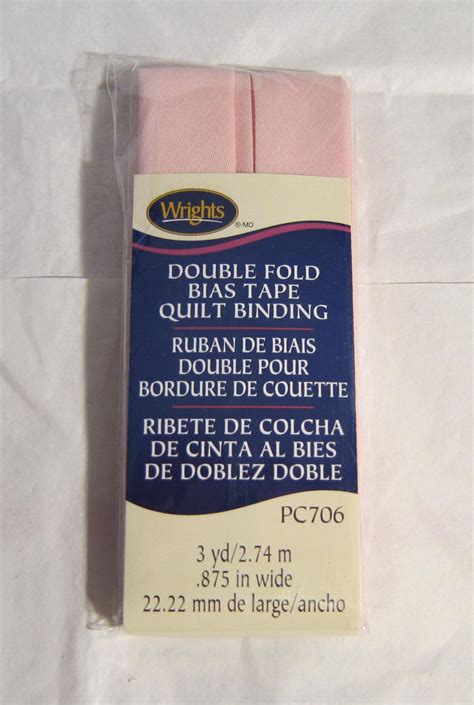 Wrights
®/MD
DOUBLE FOLD
BIAS TAPE
QUILT BINDING
RUBAN DE BIAIS
DOUBLE POUR
BORDURE DE COUETTE
RIBETE DE COLCHA
DE CINTA AL BIES
DE DOBLEZ DOBLE
PC706
3 yd/2.74 m
.875 in wide
22.22 mm de large/ancho